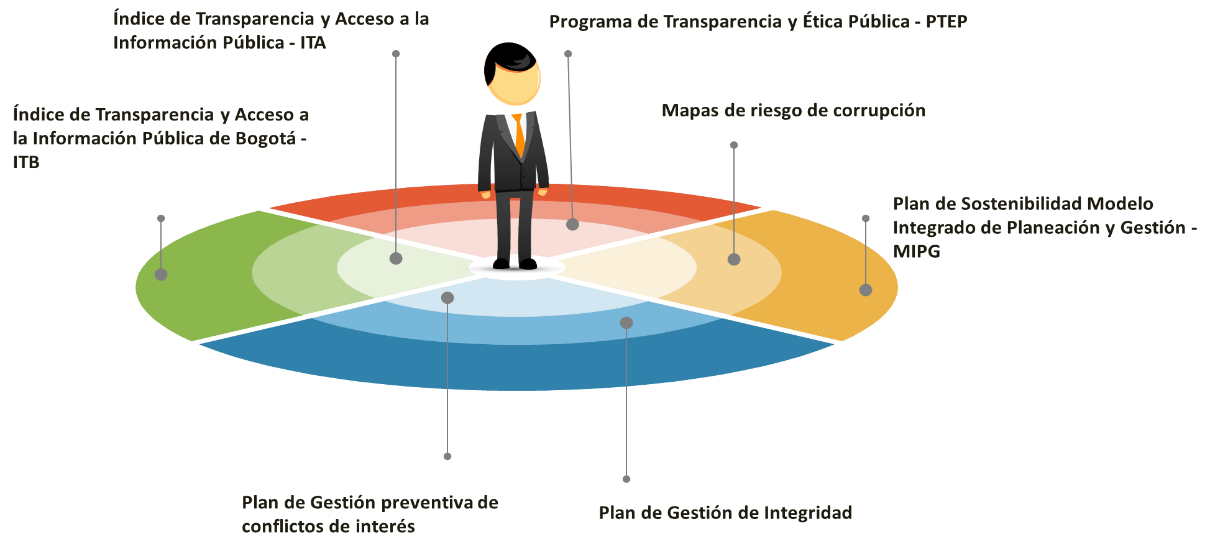 Índice de Transparencia y Acceso a la
Información Pública - ITA
Programa de Transparencia y Ética Pública - PTEP
Índice de Transparencia y Acceso a
la Información Pública de Bogotá -
ITB
Mapas de riesgo de corrupción
Plan de Sostenibilidad Modelo
Integrado de Planeación y Gestión -
MIPG
Plan de Gestión preventiva de
conflictos de interés
Plan de Gestión de Integridad